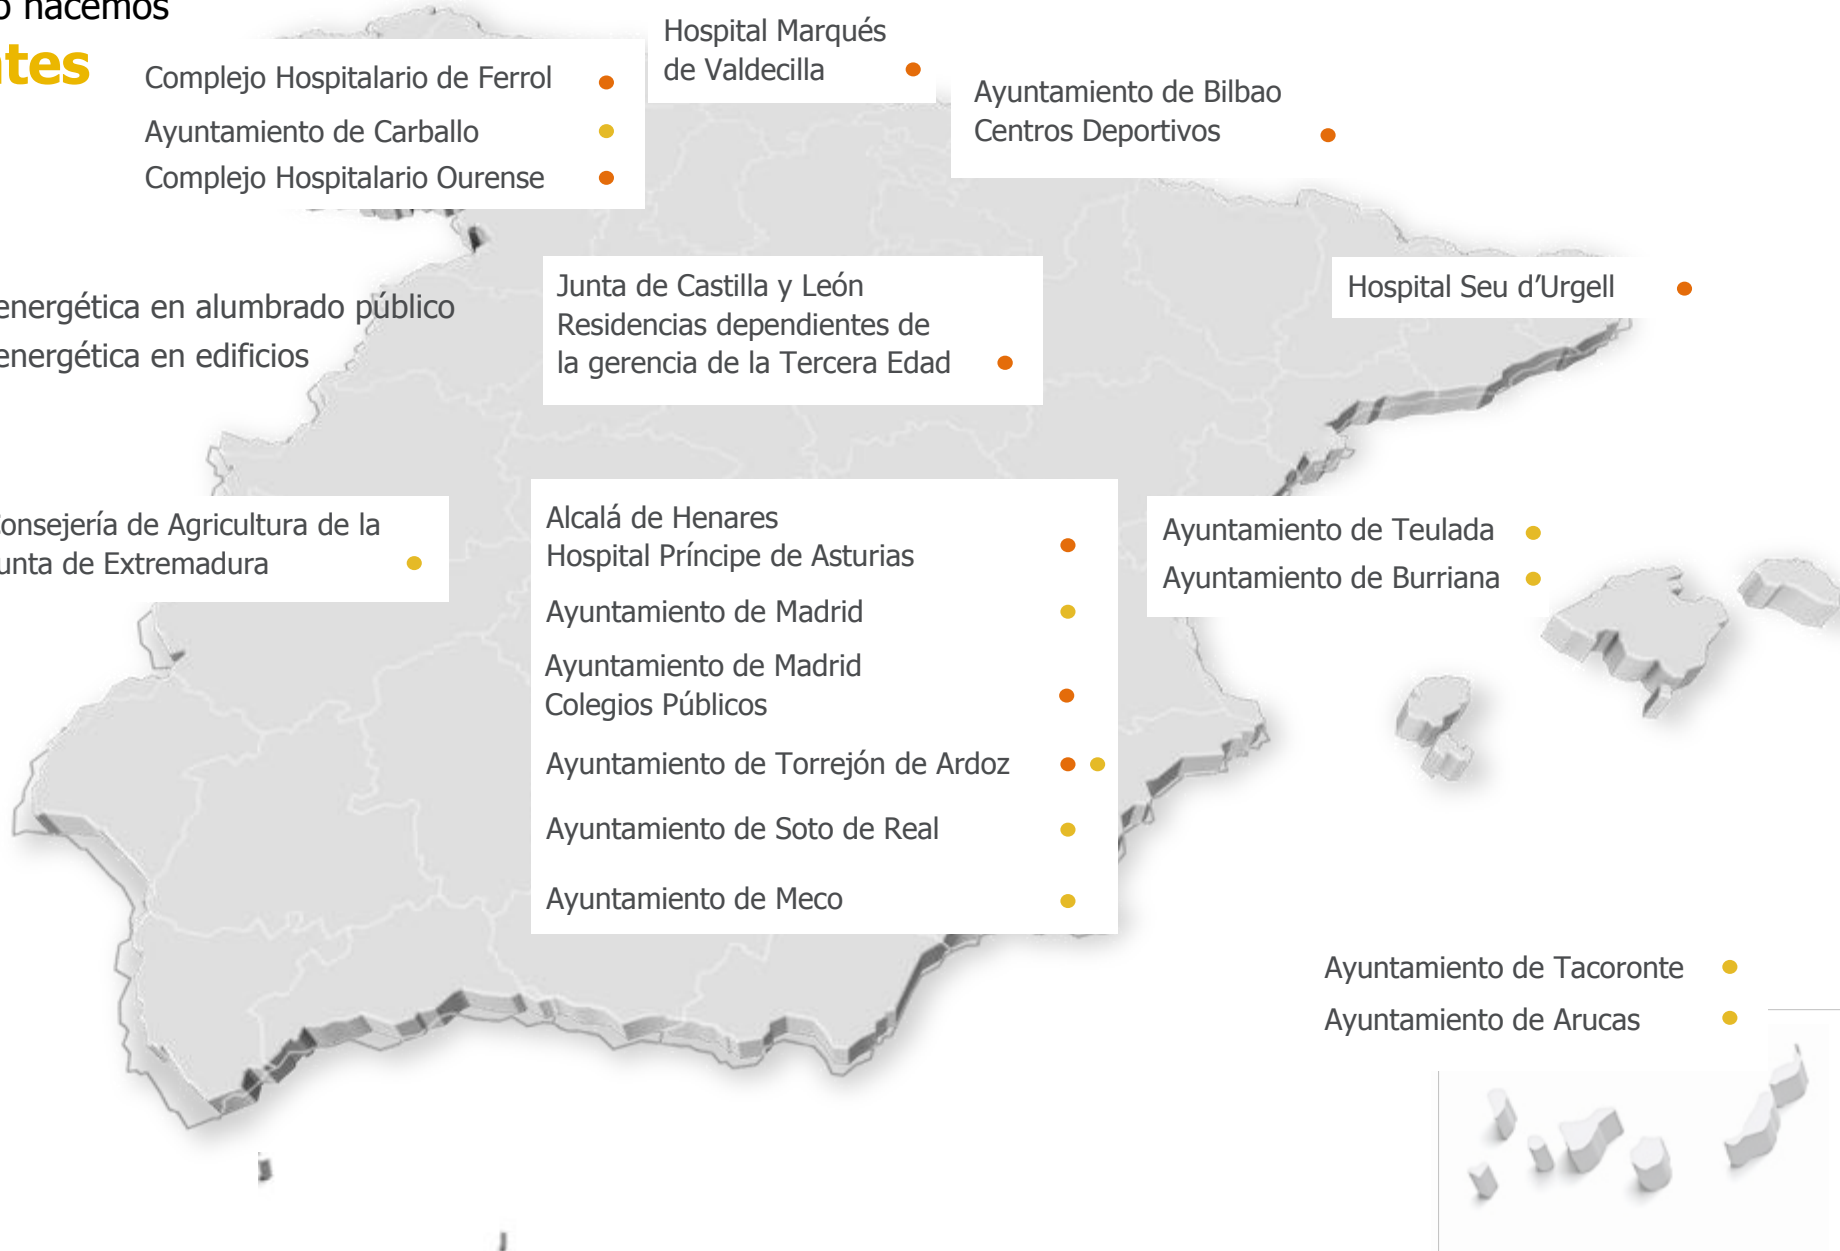 hacemos
Complejo Hospitalario de Ferrol
Ayuntamiento de Carballo
Complejo Hospitalario Ourense
Hospital Marqués
de Valdecilla
Ayuntamiento de Bilbao
Centros Deportivos
energética en alumbrado público
energética en edificios
Junta de Castilla y León
Residencias dependientes de
la gerencia de la Tercera Edad
Hospital Seu d’Urgell
Consejería de Agricultura de la
Junta de Extremadura
Alcalá de Henares
Hospital Príncipe de Asturias
Ayuntamiento de Madrid
Ayuntamiento de Madrid
Colegios Públicos
Ayuntamiento de Torrejón de Ardoz
Ayuntamiento de Soto de Real
Ayuntamiento de Meco
Ayuntamiento de Teulada
Ayuntamiento de Burriana
Ayuntamiento de Tacoronte
Ayuntamiento de Arucas